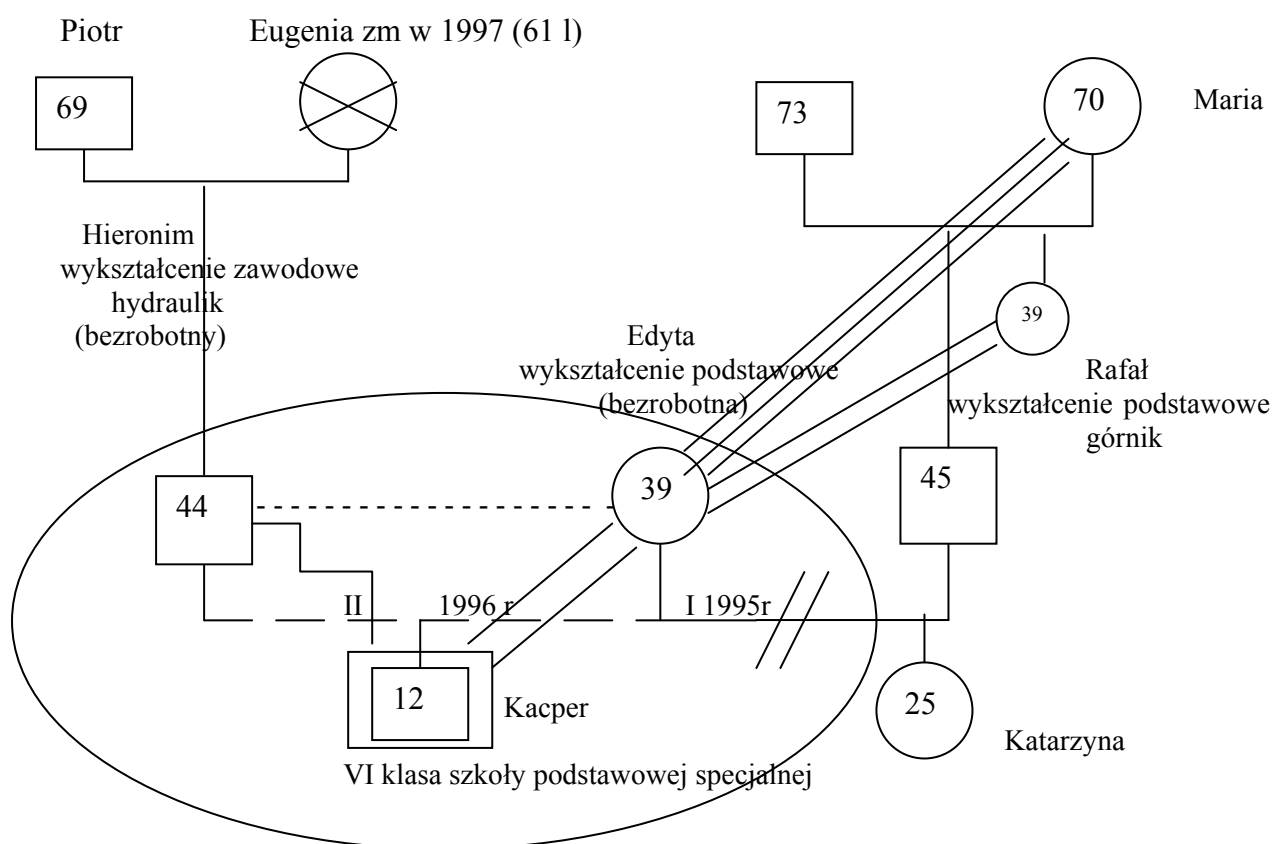 Piotr
Eugenia zm w 1997 (61 l)
69
73
70
Maria
Hieronim
wykształcenie zawodowe
hydraulik
(bezrobotny)
39
Edyta
wykształcenie podstawowe
(bezrobotna)
Rafał
wykształcenie podstawowe
górnik
44
39
45
II
1996 r
I 1995r
12
Kacper
25
Katarzyna
VI klasa szkoły podstawowej specjalnej